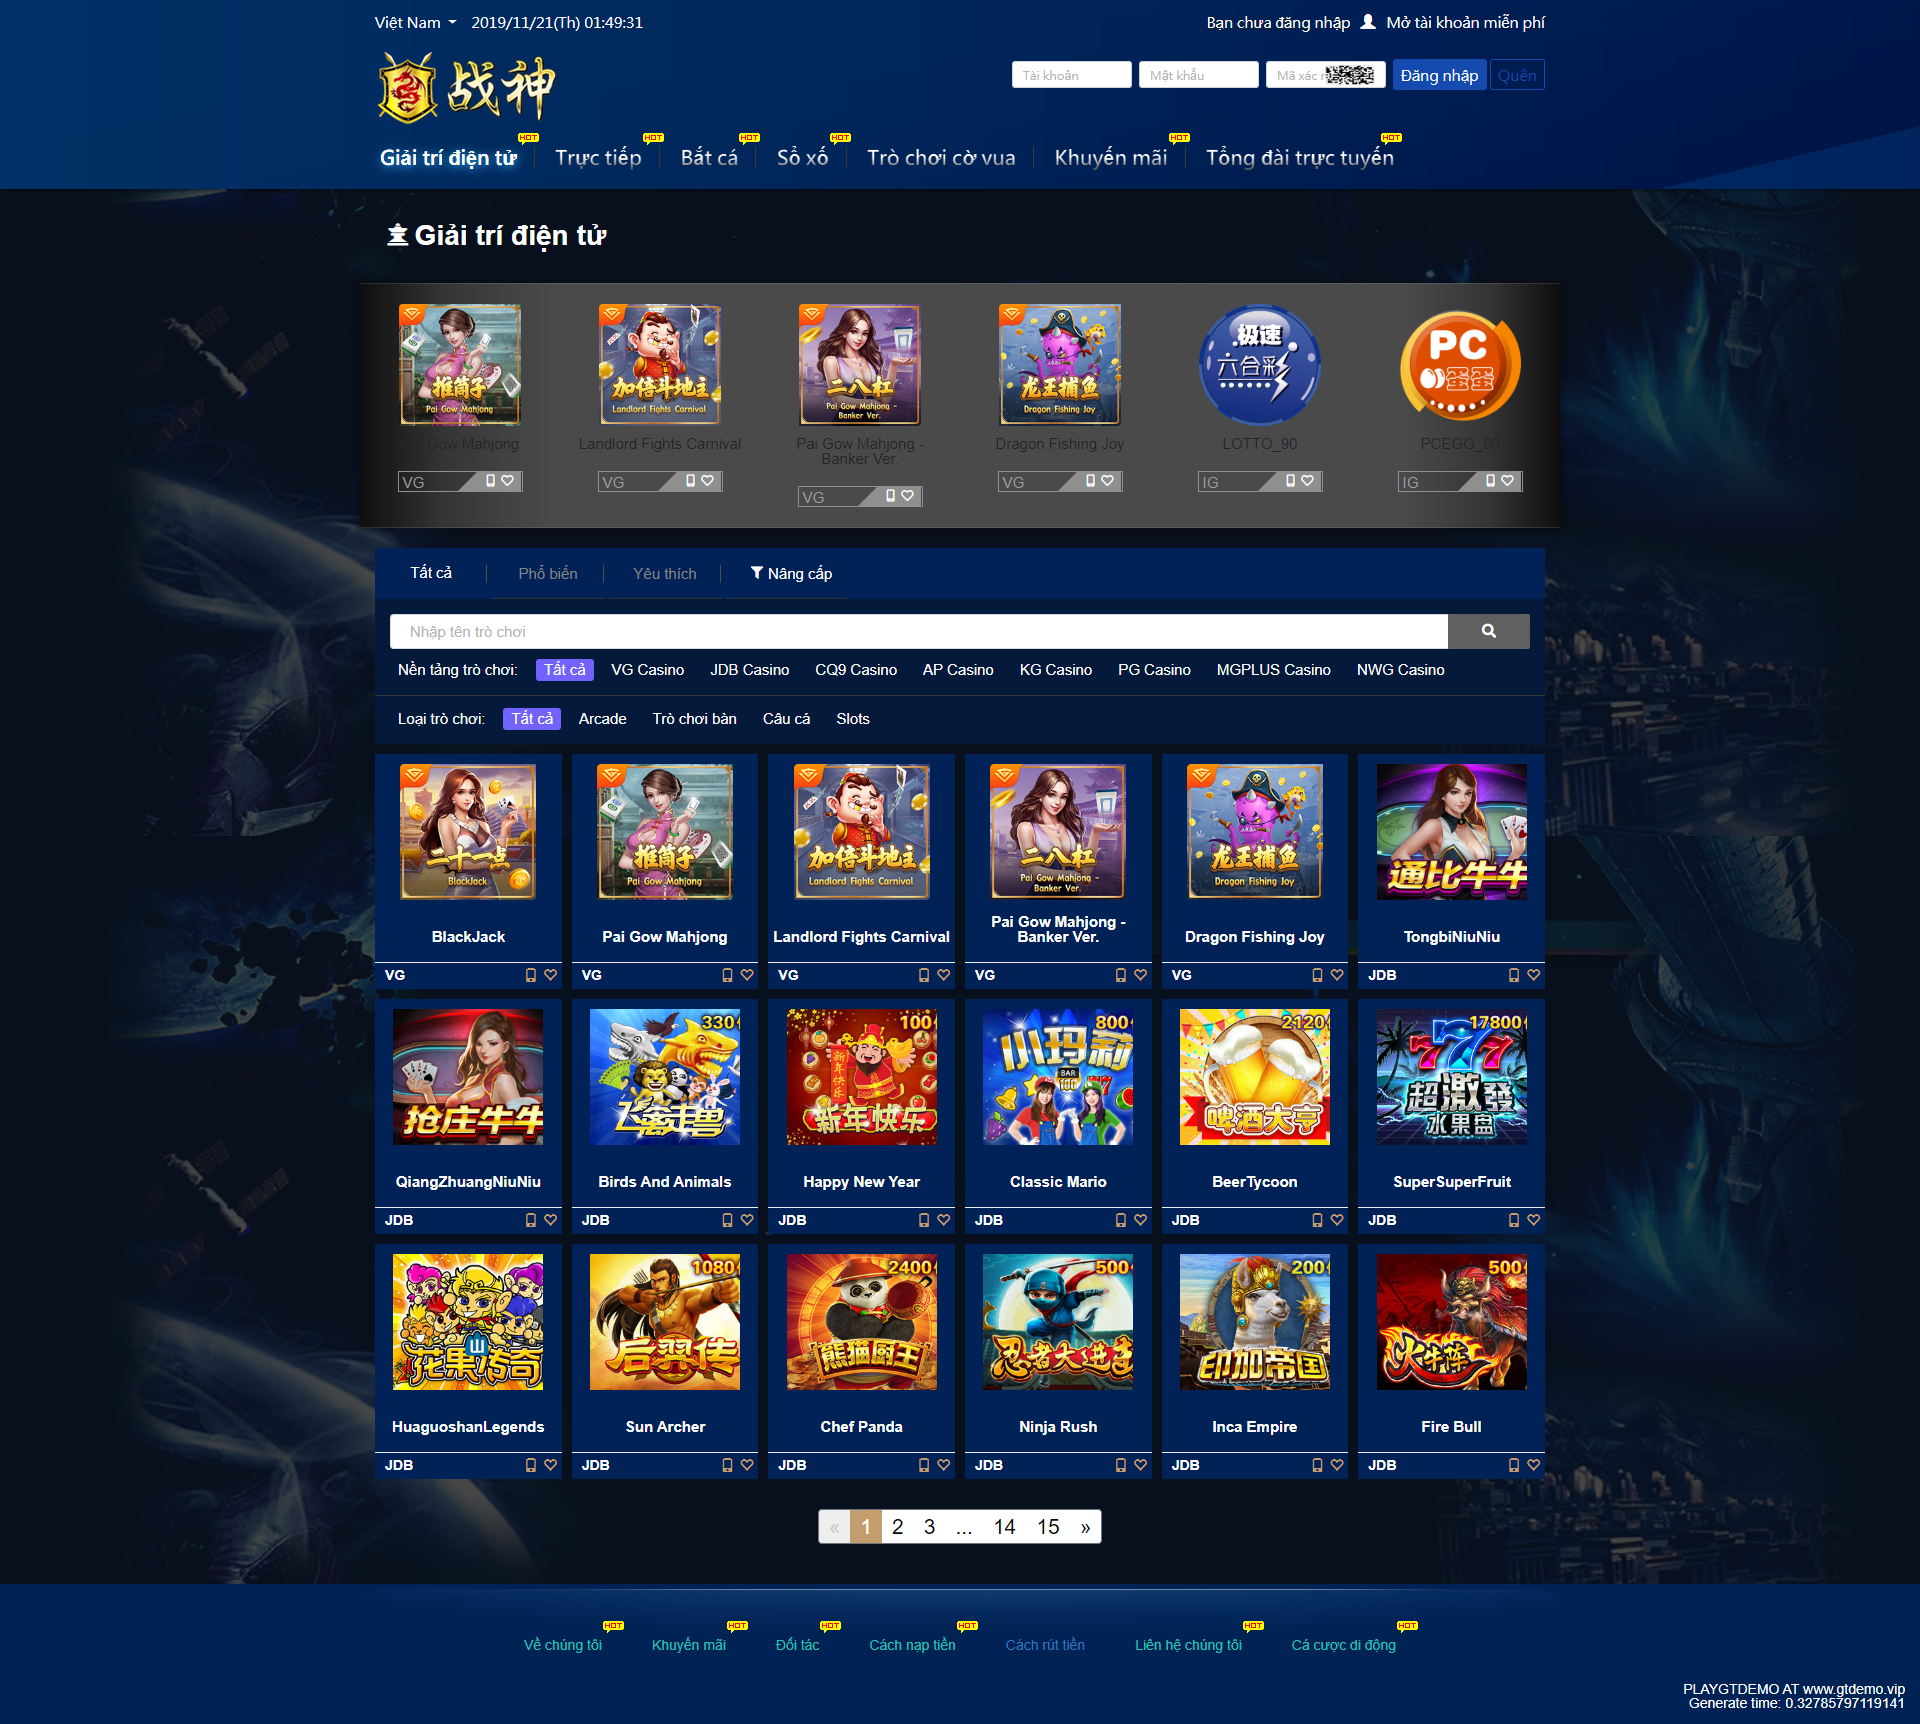 Việt Nam 2019/11/21(Th) 01:49:31
Bạn chưa đăng nhập Mở tài khoản miễn phí
战神
Tài khoản Mật khẩu Mã xác Đăng nhập Quên
HOT HOT HOT HOT HOT HOT
Giải trí điện tử Trực tiếp Bắt cá Sổ xố Trò chơi cờ vua Khuyến mãi Tổng đài trực tuyến
Giải trí điện tử
推筒子 加倍斗地主 二八杠 龙王捕鱼 极速 六合彩 PC 蛋蛋
Pai Gow Mahjong Landlord Fights Carnival Pai Gow Mahjong - Banker Ver. Dragon Fishing Joy
Gow Mahjong Landlord Fights Carnival Pai Gow Mahjong - Dragon Fishing Joy LOTTO_90 PCEGG_90
Banker Ver.
VG VG VG VG IG IG
Tất cả Phổ biến Yêu thích Nâng cấp
Nhập tên trò chơi
Nền tảng trò chơi: Tất cả VG Casino JDB Casino CQ9 Casino AP Casino KG Casino PG Casino MGPLUS Casino NWG Casino
Loại trò chơi: Tất cả Arcade Trò chơi bàn Câu cá Slots
二十一点 推筒子 加倍斗地主 二八杠 龙王捕鱼 通比牛牛
BlackJack Pai Gow Mahjong Landlord Fights Carnival Pai Gow Mahjong - Banker Ver. Dragon Fishing Joy
BlackJack Pai Gow Mahjong Landlord Fights Carnival Pai Gow Mahjong - Banker Ver. Dragon Fishing Joy TongbiNiuNiu
VG VG VG VG VG JDB
330 100 800 2120 17800
抢庄牛牛 飞禽走兽 新年快乐 新年快乐 小玛莉 BAR 100 啤酒大亨 777 超激發 水果盘
QiangZhuangNiuNiu Birds And Animals Happy New Year Classic Mario BeerTycoon SuperSuperFruit
JDB JDB JDB JDB JDB JDB
1080 2400 500 200 500
花果山传奇 后羿传 熊猫厨王 忍者大进 印加帝国 火牛阵
HuaguoshanLegends Sun Archer Chef Panda Ninja Rush Inca Empire Fire Bull
JDB JDB JDB JDB JDB JDB
« 1 2 3 ... 14 15 »
HOT HOT HOT HOT HOT HOT
Về chúng tôi Khuyến mãi Đối tác Cách nạp tiền Cách rút tiền Liên hệ chúng tôi Cá cược di động
PLAYGTDEMO AT www.gtdemo.vip
Generate time: 0.32785797119141